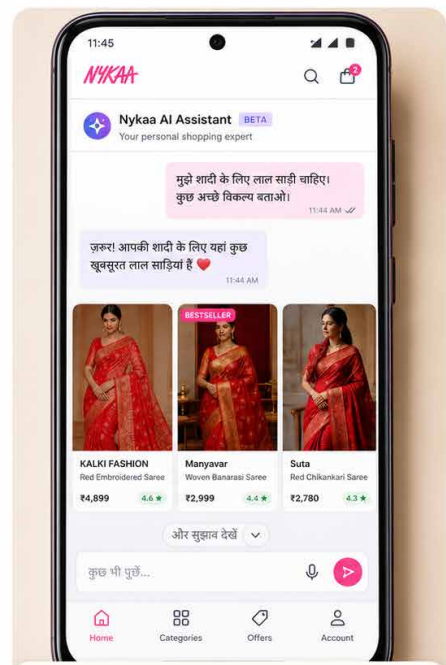 11:45
NYKAA
2
Nykaa AI Assistant BETA
Your personal shopping expert
मुझे शादी के लिए लाल साड़ी चाहिए।
कुछ अच्छे विकल्प बताओ।
11:44 AM
ज़रूर! आपकी शादी के लिए यहां कुछ
खूबसूरत लाल साड़ियां हैं ❤️
11:44 AM
BESTSELLER
KALKI FASHION
Red Embroidered Saree
₹4,899 4.6 ★
Manyavar
Woven Banarasi Saree
₹2,999 4.4 ★
Suta
Red Chikankari Saree
₹2,780 4.3 ★
और सुझाव देखें
कुछ भी पूछें...
Home
Categories
Offers
Account